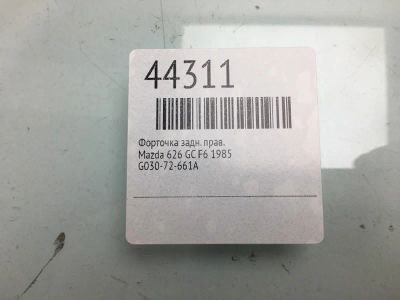 44311
Форточка задн. прав.
Mazda 626 GC F6 1985
G030-72-661A